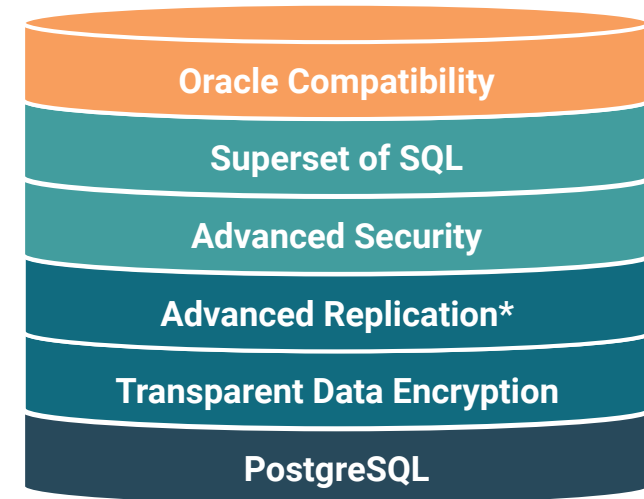 Oracle Compatibility
Superset of SQL
Advanced Security
Advanced Replication*
Transparent Data Encryption
PostgreSQL